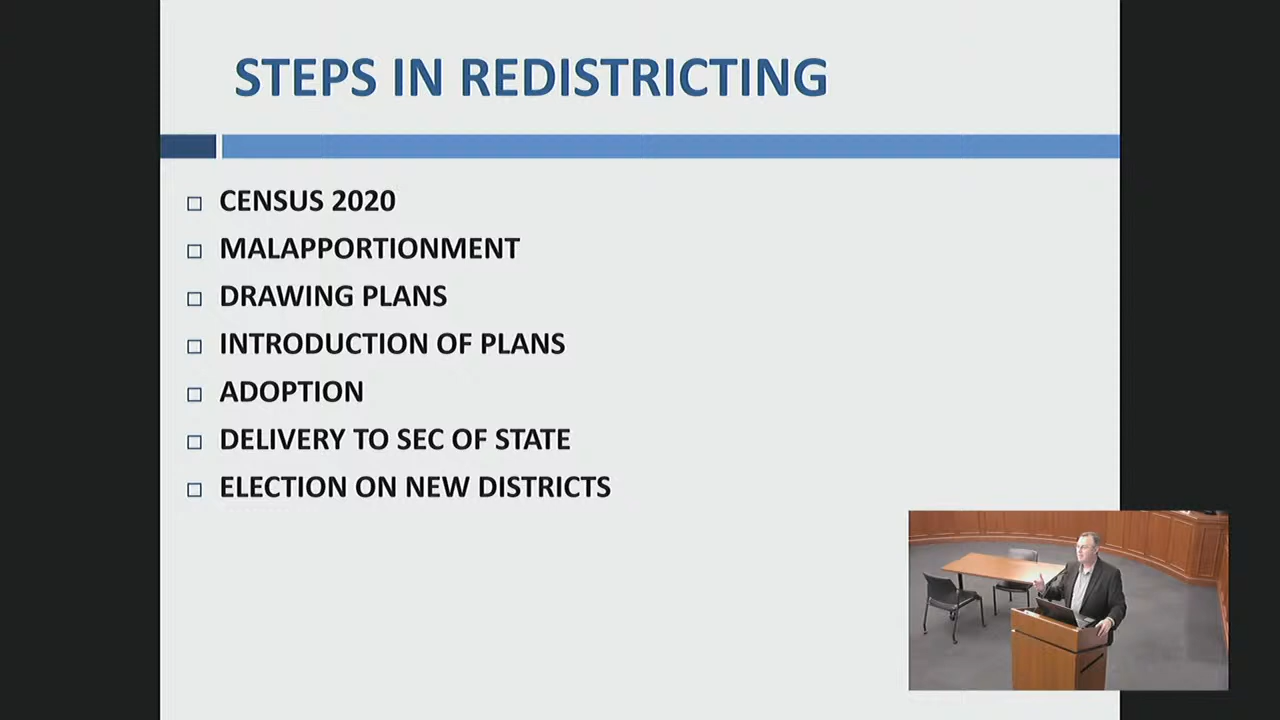 STEPS IN REDISTRICTING
CENSUS 2020
MALAPPORTIONMENT
DRAWING PLANS
INTRODUCTION OF PLANS
ADOPTION
DELIVERY TO SEC OF STATE
ELECTION ON NEW DISTRICTS